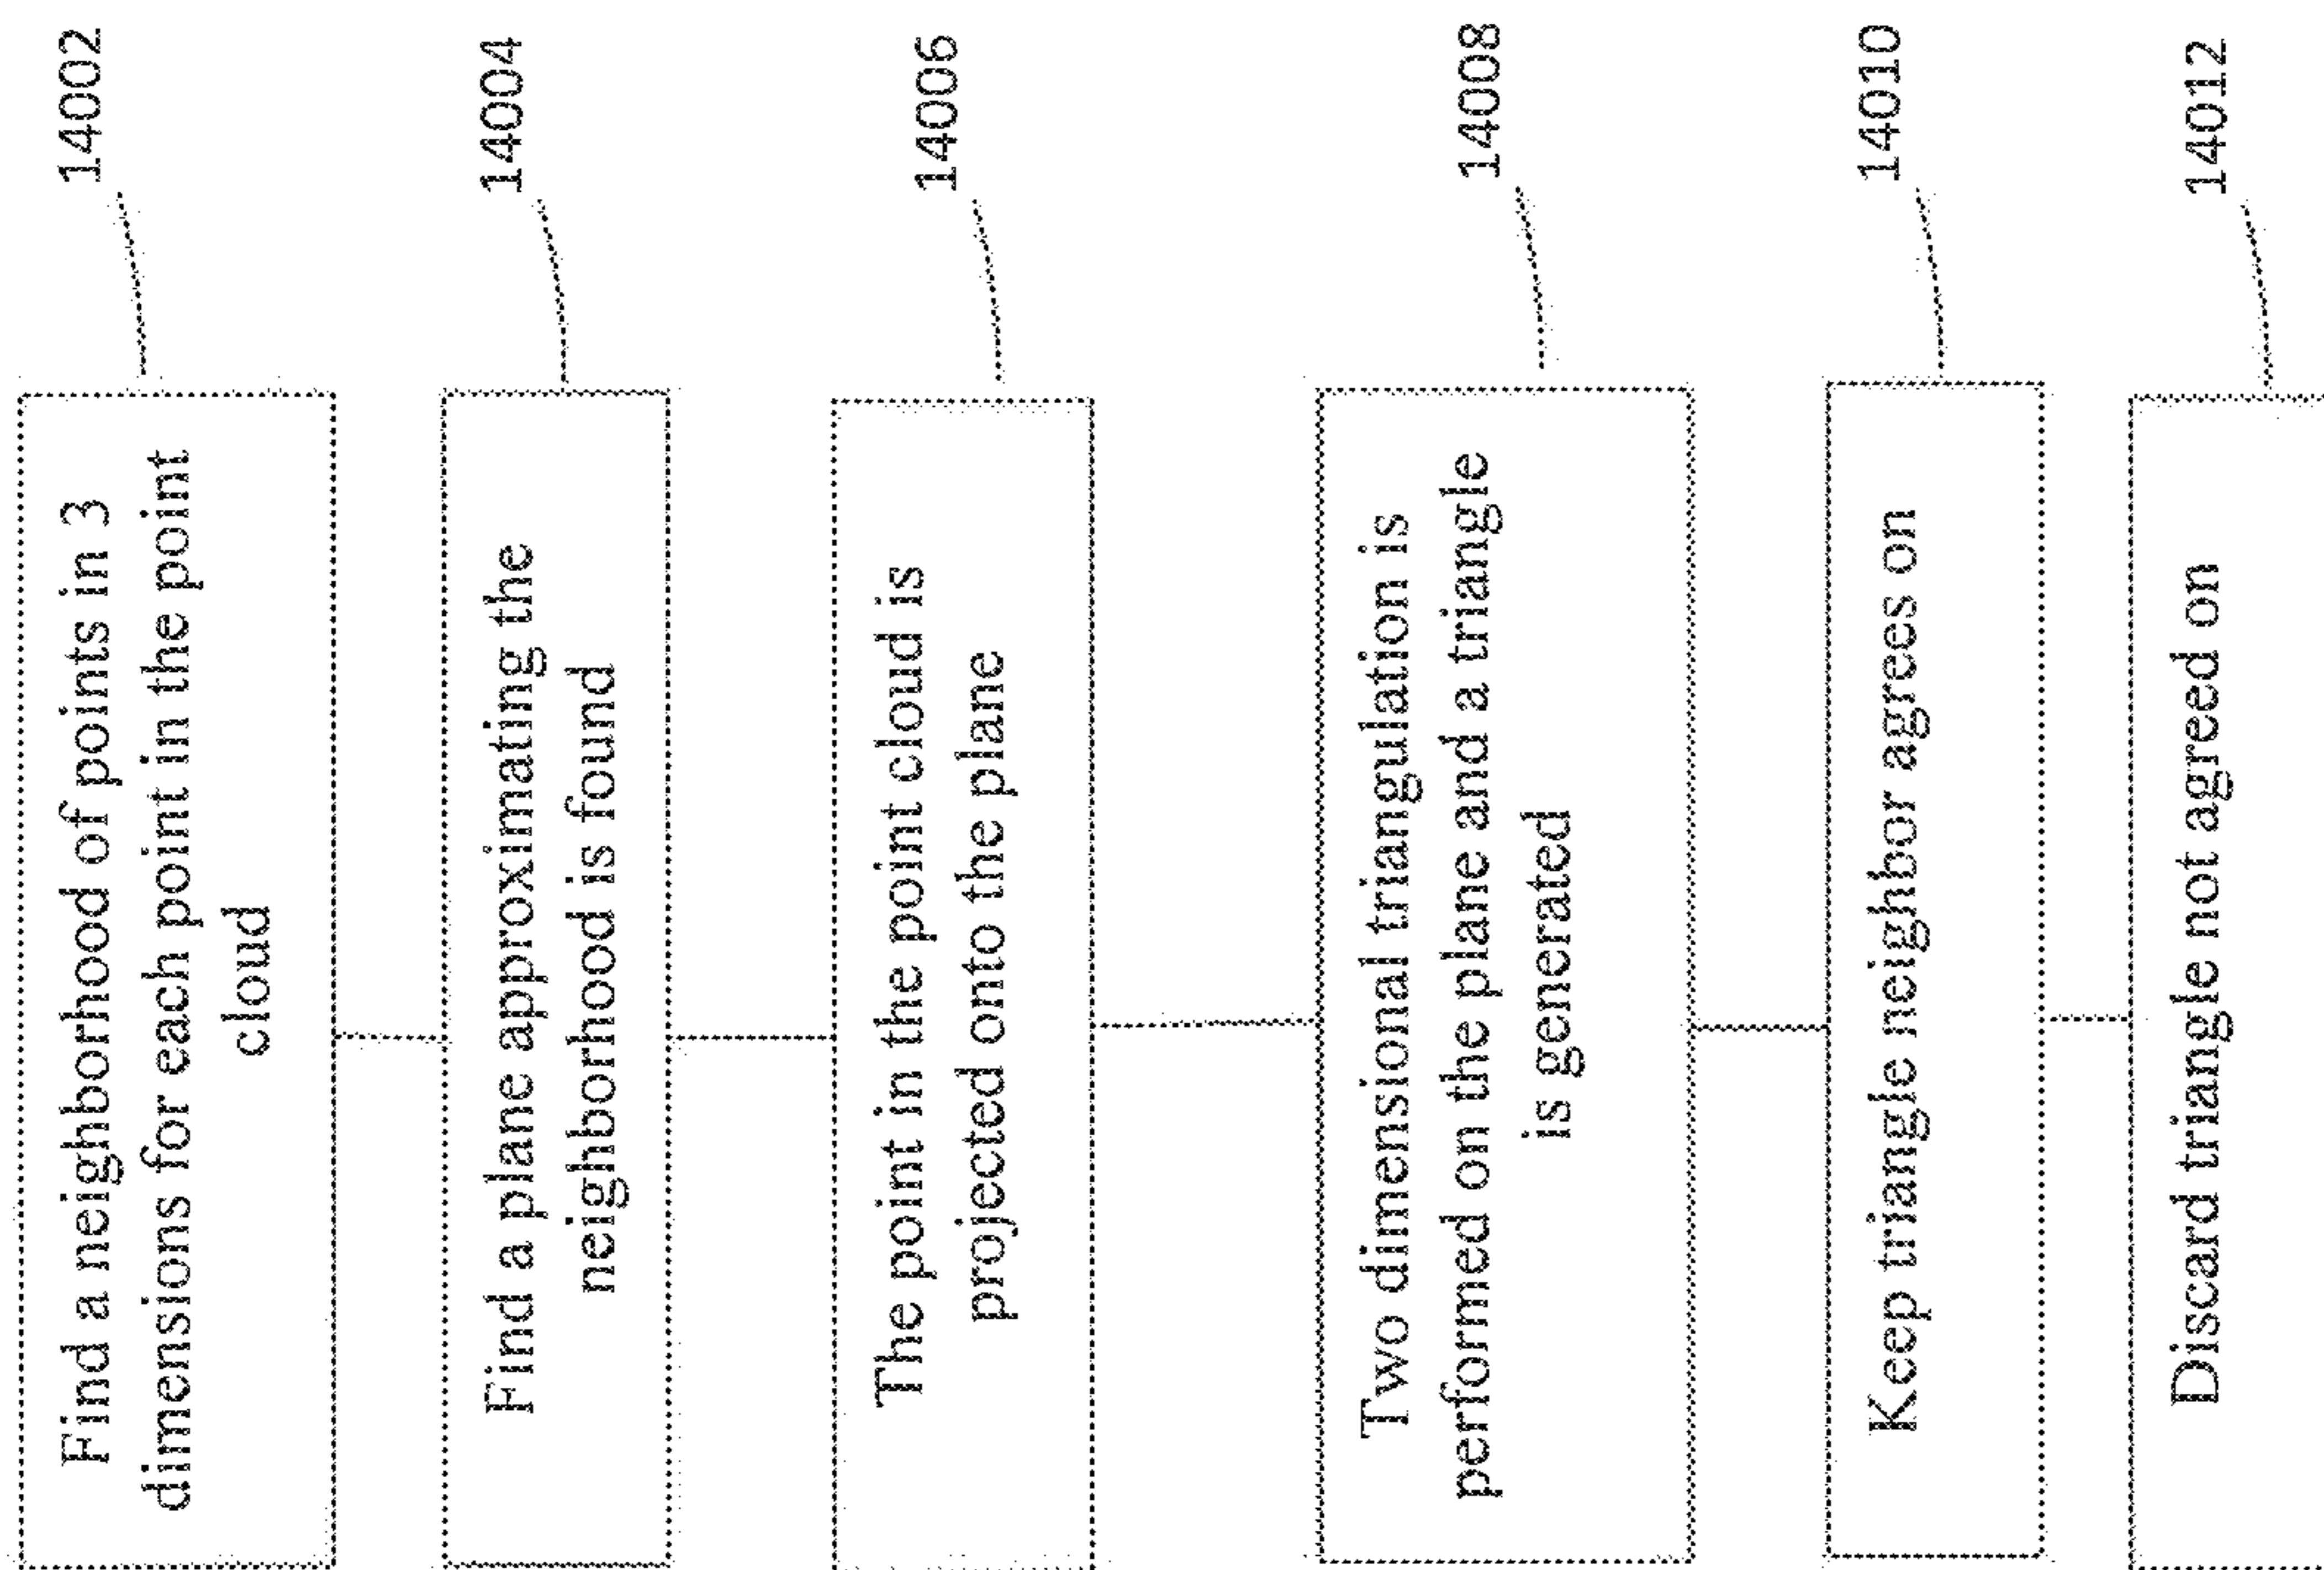 Find a neighborhood of points in 3
dimensions for each point in the point
cloud
14002
Find a plane approximating the
neighborhood is found
14004
The point in the point cloud is
projected onto the plane
14006
Two dimensional triangulation is
performed on the plane and a triangle
is generated
14008
Keep triangle neighbor agrees on
14010
Discard triangle not agreed on
14012